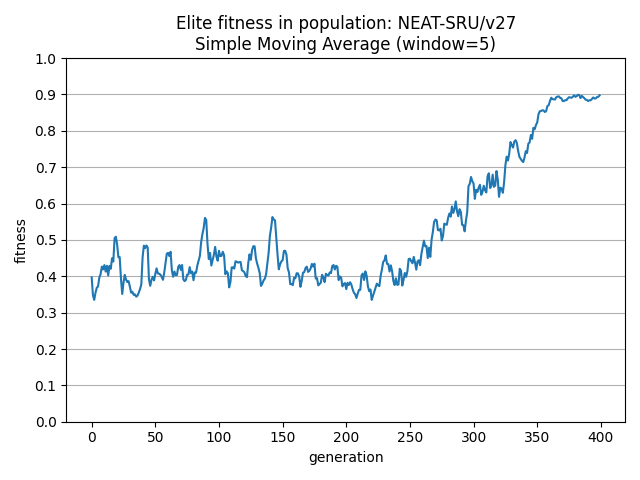 Elite fitness in population: NEAT-SRU/v27
Simple Moving Average (window=5)
1.0
0.9
0.8
0.7
0.6
0.5
0.4
0.3
0.2
0.1
0.0
fitness
0 50 100 150 200 250 300 350 400
generation